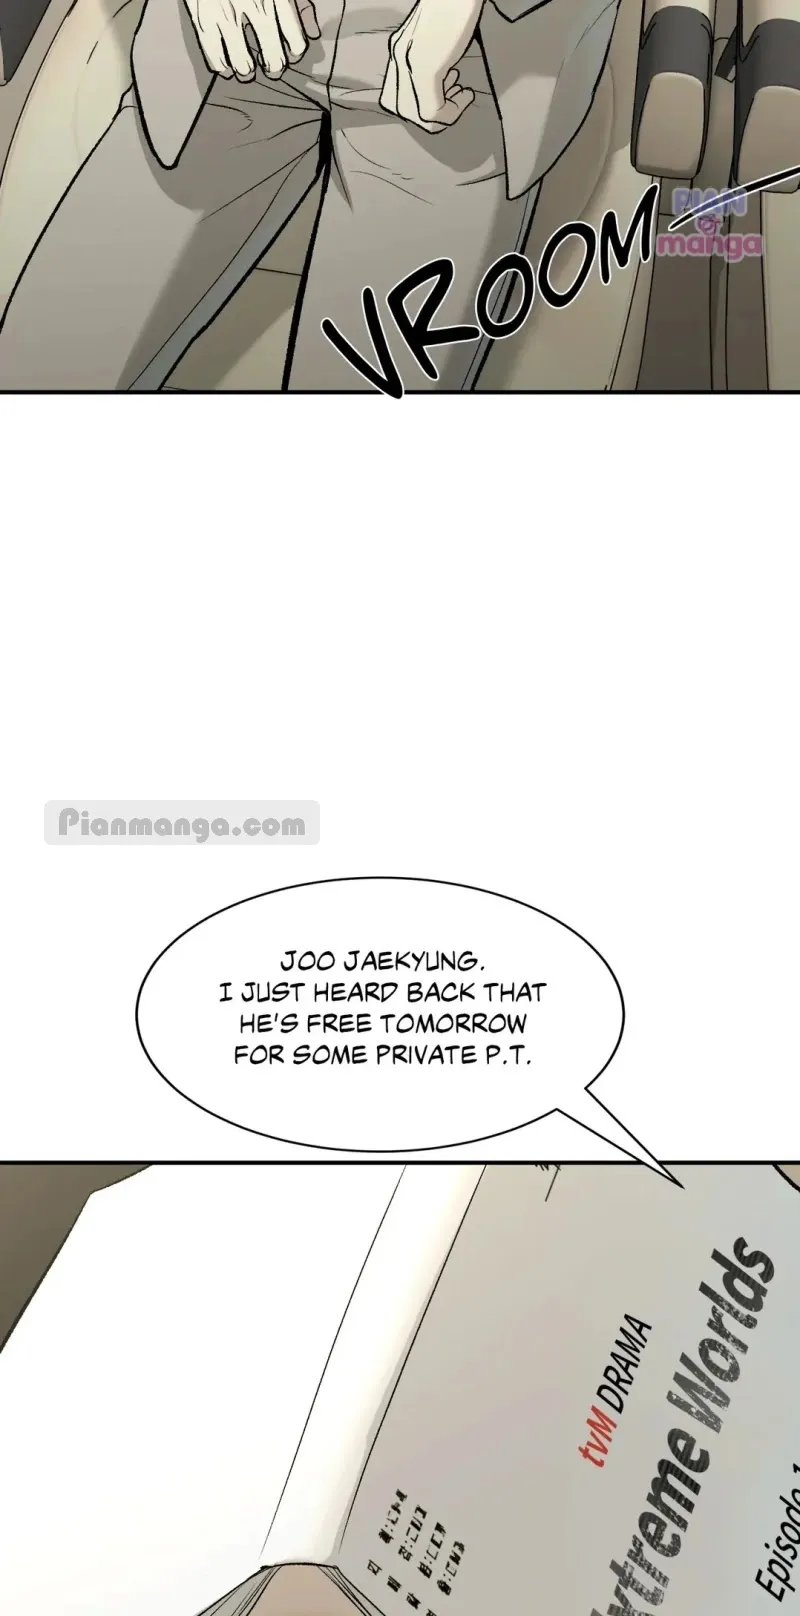 VROOM
PIAN
manga
Pianmanga.com
JOO JAEKYUNG.
I JUST HEARD BACK THAT
HE'S FREE TOMORROW
FOR SOME PRIVATE P.T.
tvM DRAMA
xtreme Worlds
Episode 1